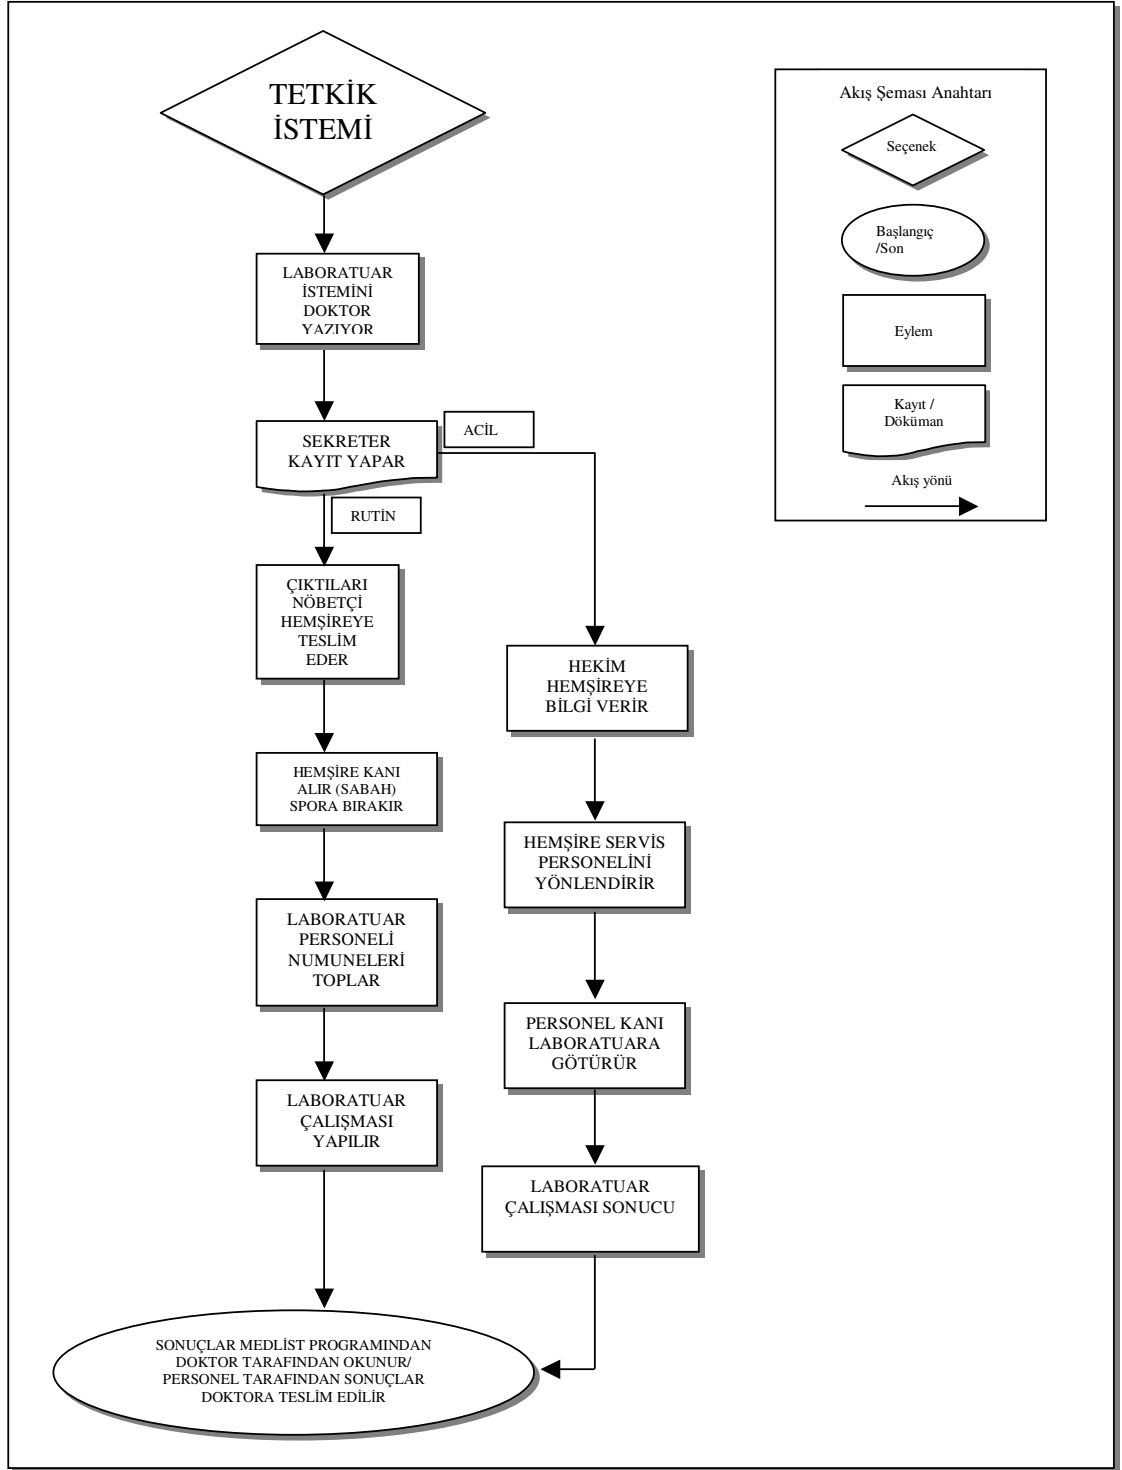 TETKİK
İSTEMİ
LABORATUAR
İSTEMİNİ
DOKTOR
YAZIYOR
SEKRETER
KAYIT YAPAR
ACİL
RUTİN
ÇIKTILARI
NÖBETÇİ
HEMŞİREYE
TESLİM
EDER
HEMŞİRE KANI
ALIR (SABAH)
SPORA BIRAKIR
LABORATUAR
PERSONELİ
NUMUNELERİ
TOPLAR
LABORATUAR
ÇALIŞMASI
YAPILIR
HEKİM
HEMŞİREYE
BİLGİ VERİR
HEMŞİRE SERVİS
PERSONELİNİ
YÖNLENDİRİR
PERSONEL KANI
LABORATUARA
GÖTÜRÜR
LABORATUAR
ÇALIŞMASI SONUCU
SONUÇLAR MEDLİST PROGRAMINDAN
DOKTOR TARAFINDAN OKUNUR/
PERSONEL TARAFINDAN SONUÇLAR
DOKTORA TESLİM EDİLİR
Akış Şeması Anahtarı
Seçenek
Başlangıç
/Son
Eylem
Kayıt /
Döküman
Akış yönü